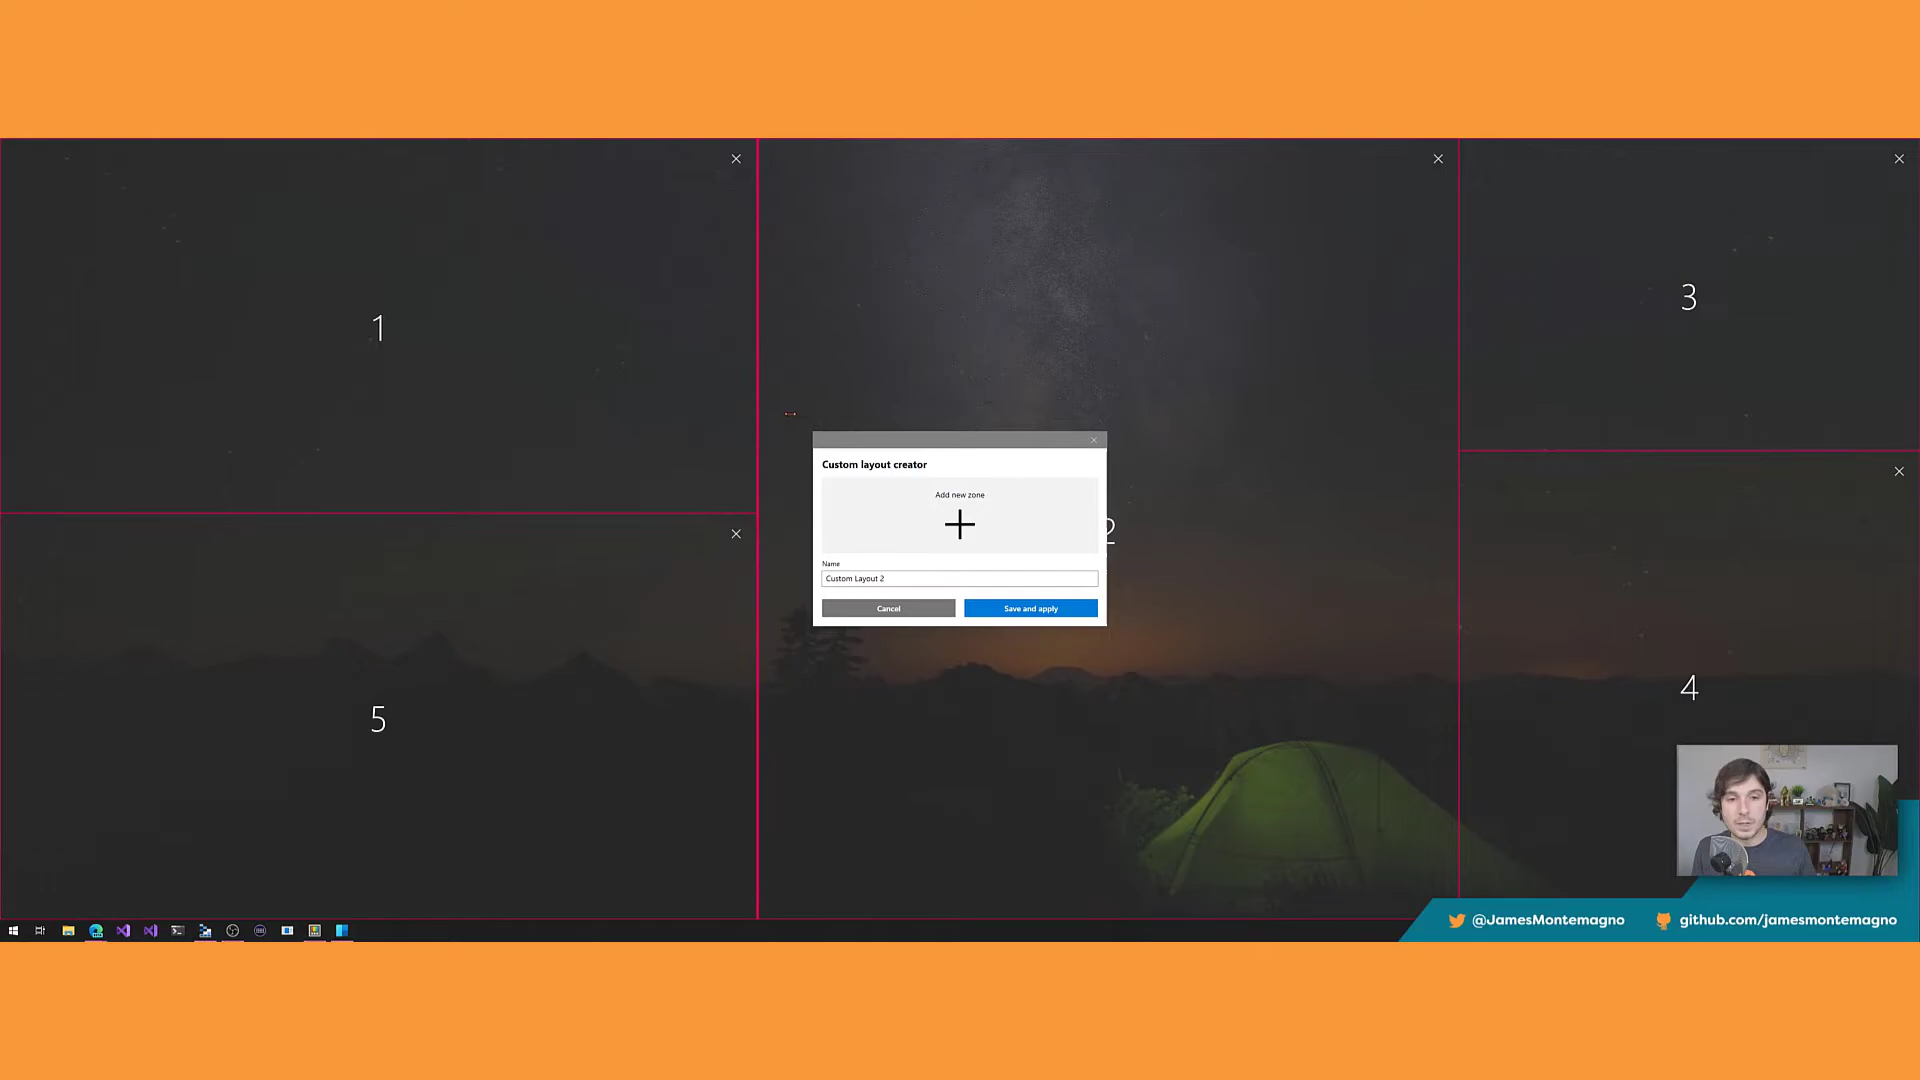 1
3
Custom layout creator
Add new zone
2
Name
Custom Layout 2
Cancel
Save and apply
4
5
@JamesMontemagno
github.com/jamesmontemagno